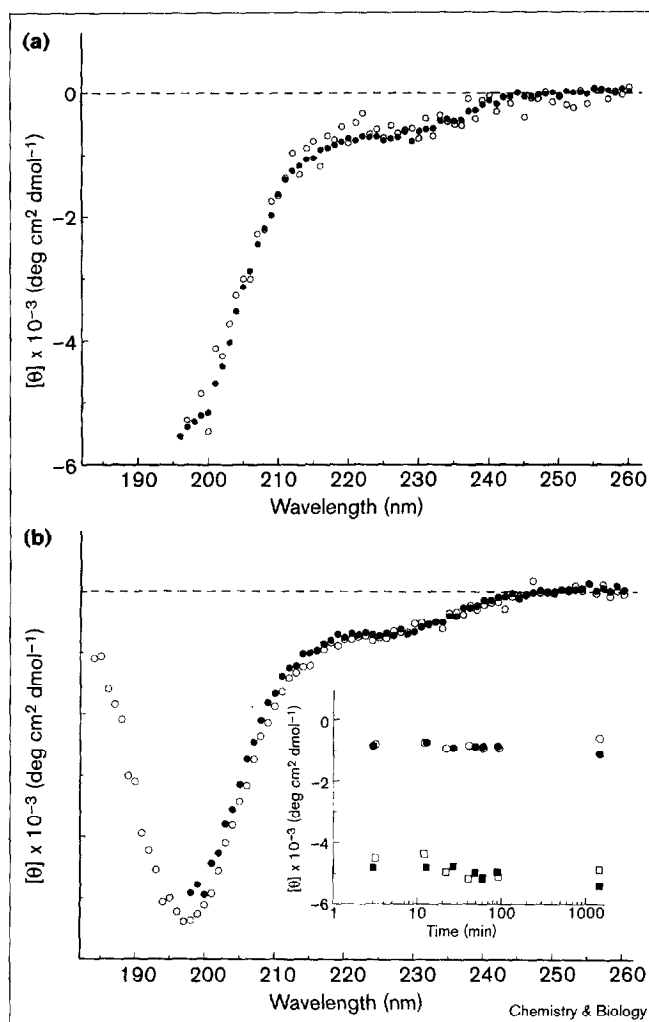 (a)
0
−2
−4
−6
[θ] x 10⁻³ (deg cm² dmol⁻¹)
190 200 210 220 230 240 250 260
Wavelength (nm)
(b)
[θ] x 10⁻³ (deg cm² dmol⁻¹)
0
−2
−4
−6
[θ] x 10⁻³ (deg cm² dmol⁻¹)
1 10 100 1000
Time (min)
190 200 210 220 230 240 250 260
Wavelength (nm)
Chemistry & Biology